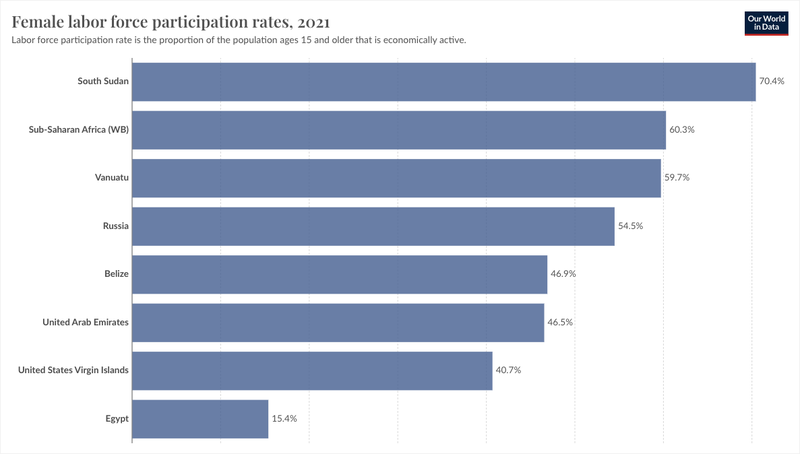 Female labor force participation rates, 2021
Our World
in Data
Labor force participation rate is the proportion of the population ages 15 and older that is economically active.
South Sudan 70.4%
Sub-Saharan Africa (WB) 60.3%
Vanuatu 59.7%
Russia 54.5%
Belize 46.9%
United Arab Emirates 46.5%
United States Virgin Islands 40.7%
Egypt 15.4%